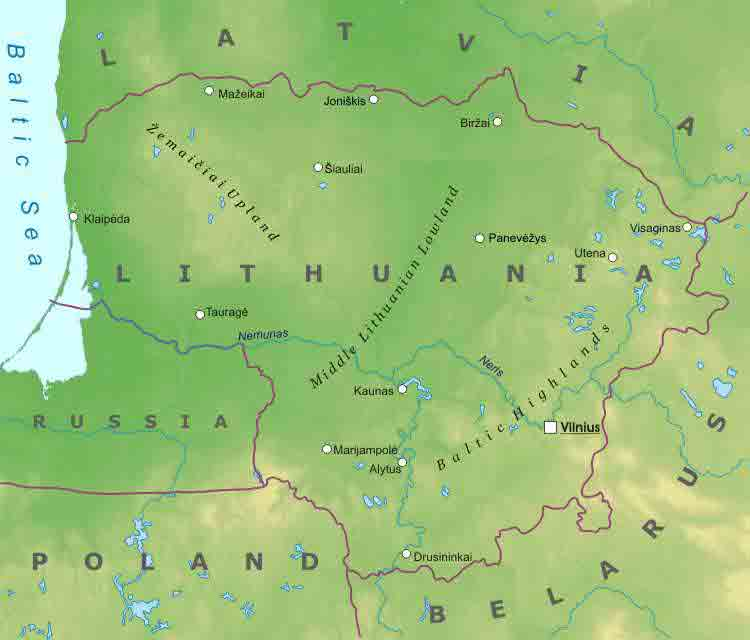 LATVIA
Baltic Sea
Mažeikai
Joniškis
Biržai
Žemaičiai Upland
Šiauliai
Klaipėda
Panevėžys
Visaginas
Utena
LITHUANIA
Tauragė
Nemunas
Middle Lithuanian Lowland
Neris
Kaunas
Baltic Highlands
RUSSIA
Vilnius
Marijampolė
Alytus
Drusininkai
POLAND
BELARUS